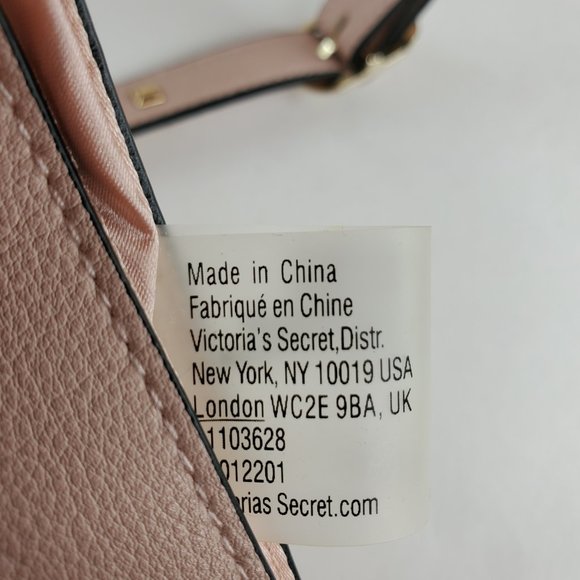 Made in China
Fabriqué en Chine
Victoria's Secret,Distr.
New York, NY 10019 USA
London WC2E 9BA, UK
1103628
012201
rias Secret.com